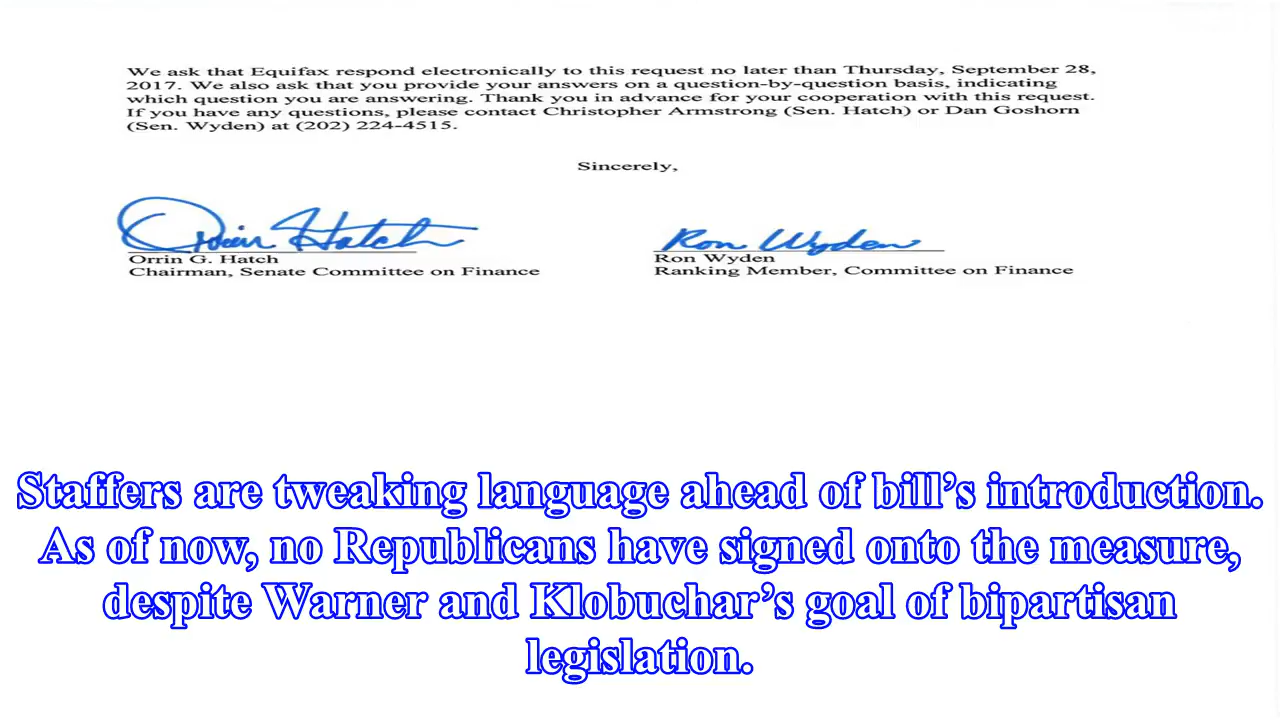 We ask that Equifax respond electronically to this request no later than Thursday, September 28,
2017. We also ask that you provide your answers on a question-by-question basis, indicating
which question you are answering. Thank you in advance for your cooperation with this request.
If you have any questions, please contact Christopher Armstrong (Sen. Hatch) or Dan Goshorn
(Sen. Wyden) at (202) 224-4515.
Sincerely,
Orrin Hatch
Orrin G. Hatch
Chairman, Senate Committee on Finance
Ron Wyden
Ron Wyden
Ranking Member, Committee on Finance
Staffers are tweaking language ahead of bill’s introduction.
As of now, no Republicans have signed onto the measure,
despite Warner and Klobuchar’s goal of bipartisan
legislation.